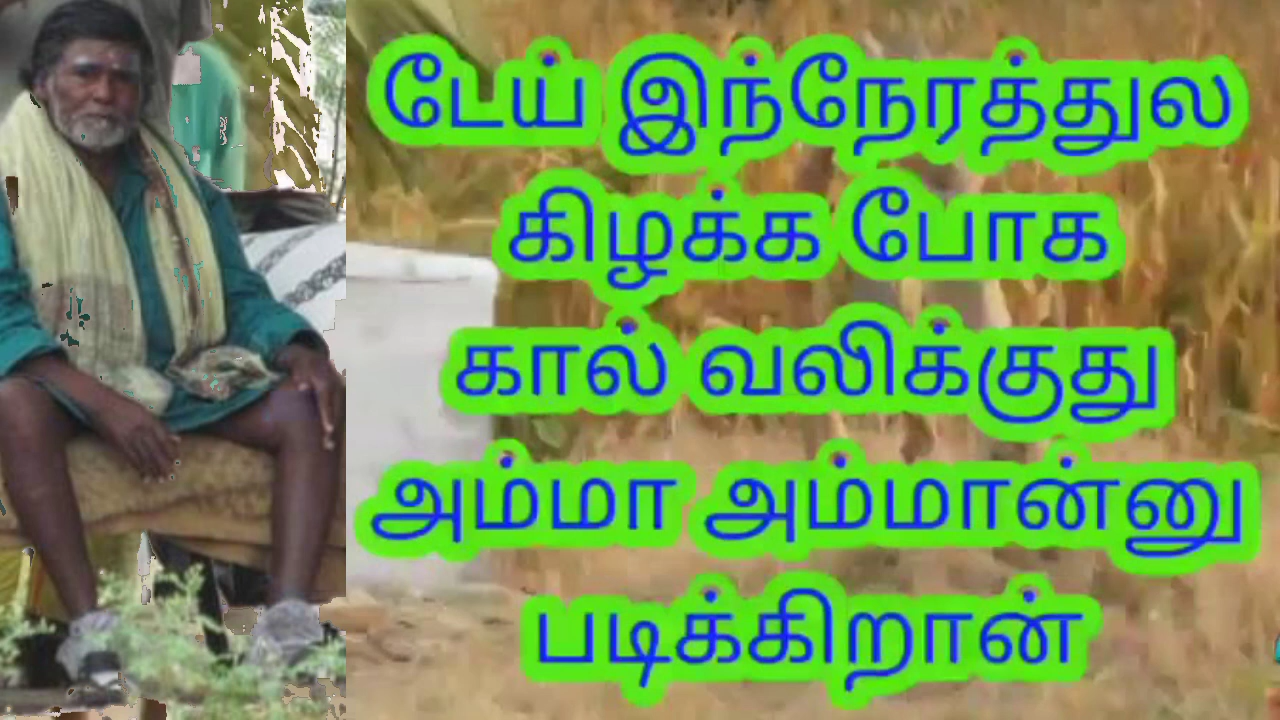 டேய் இந்நேரத்துல
கிழக்க போக
கால் வலிக்குது
அம்மா அம்மான்னு
படிக்கிறான்